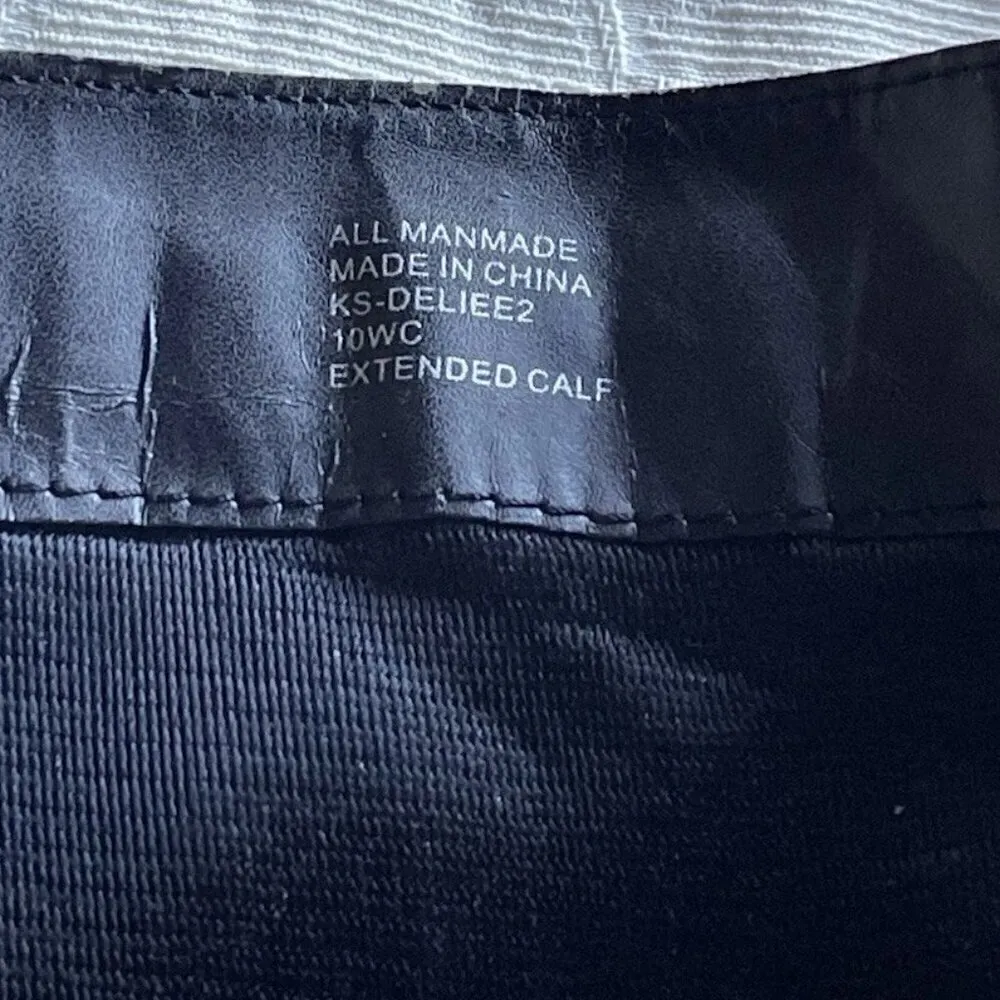 ALL MANMADE
MADE IN CHINA
KS-DELIEE2
10WC
EXTENDED CALF